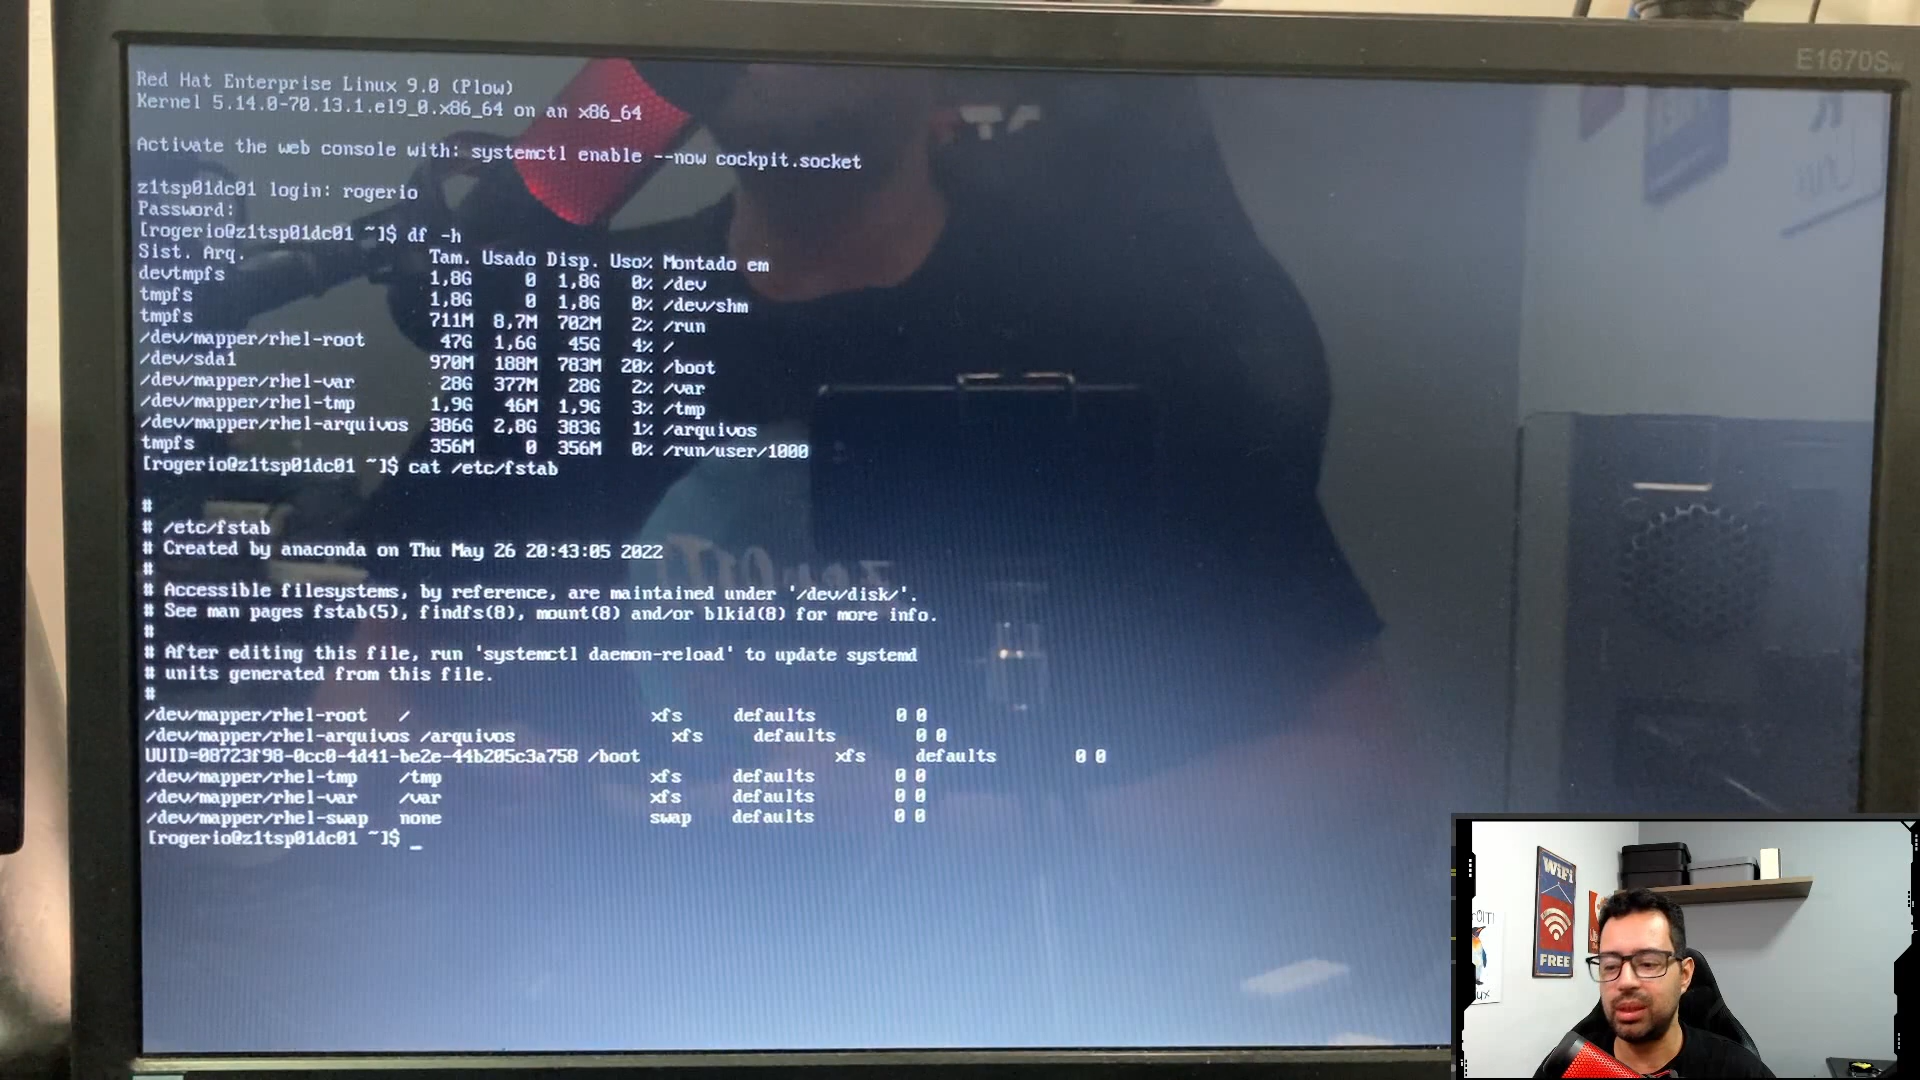 E1670Sw
Red Hat Enterprise Linux 9.0 (Plow)
Kernel 5.14.0-70.13.1.el9_0.x86_64 on an x86_64
Activate the web console with: systemctl enable --now cockpit.socket
z1tsp01dc01 login: rogerio
Password:
[rogerio@z1tsp01dc01 ~]$ df -h
Sist. Arq. Tam. Usado Disp. Uso% Montado em
devtmpfs 1,8G 0 1,8G 0% /dev
tmpfs 1,8G 0 1,8G 0% /dev/shm
tmpfs 711M 8,7M 702M 2% /run
/dev/mapper/rhel-root 47G 1,6G 45G 4% /
/dev/sda1 970M 188M 783M 20% /boot
/dev/mapper/rhel-var 28G 377M 28G 2% /var
/dev/mapper/rhel-tmp 1,9G 46M 1,9G 3% /tmp
/dev/mapper/rhel-arquivos 386G 2,8G 383G 1% /arquivos
tmpfs 356M 0 356M 0% /run/user/1000
[rogerio@z1tsp01dc01 ~]$ cat /etc/fstab
#
# /etc/fstab
# Created by anaconda on Thu May 26 20:43:05 2022
#
# Accessible filesystems, by reference, are maintained under '/dev/disk/'.
# See man pages fstab(5), findfs(8), mount(8) and/or blkid(8) for more info.
#
# After editing this file, run 'systemctl daemon-reload' to update systemd
# units generated from this file.
#
/dev/mapper/rhel-root / xfs defaults 0 0
/dev/mapper/rhel-arquivos /arquivos xfs defaults 0 0
UUID=08723f98-0cc0-4d41-be2e-44b205c3a758 /boot xfs defaults 0 0
/dev/mapper/rhel-tmp /tmp xfs defaults 0 0
/dev/mapper/rhel-var /var xfs defaults 0 0
/dev/mapper/rhel-swap none swap defaults 0 0
[rogerio@z1tsp01dc01 ~]$ _
WiFi
FREE